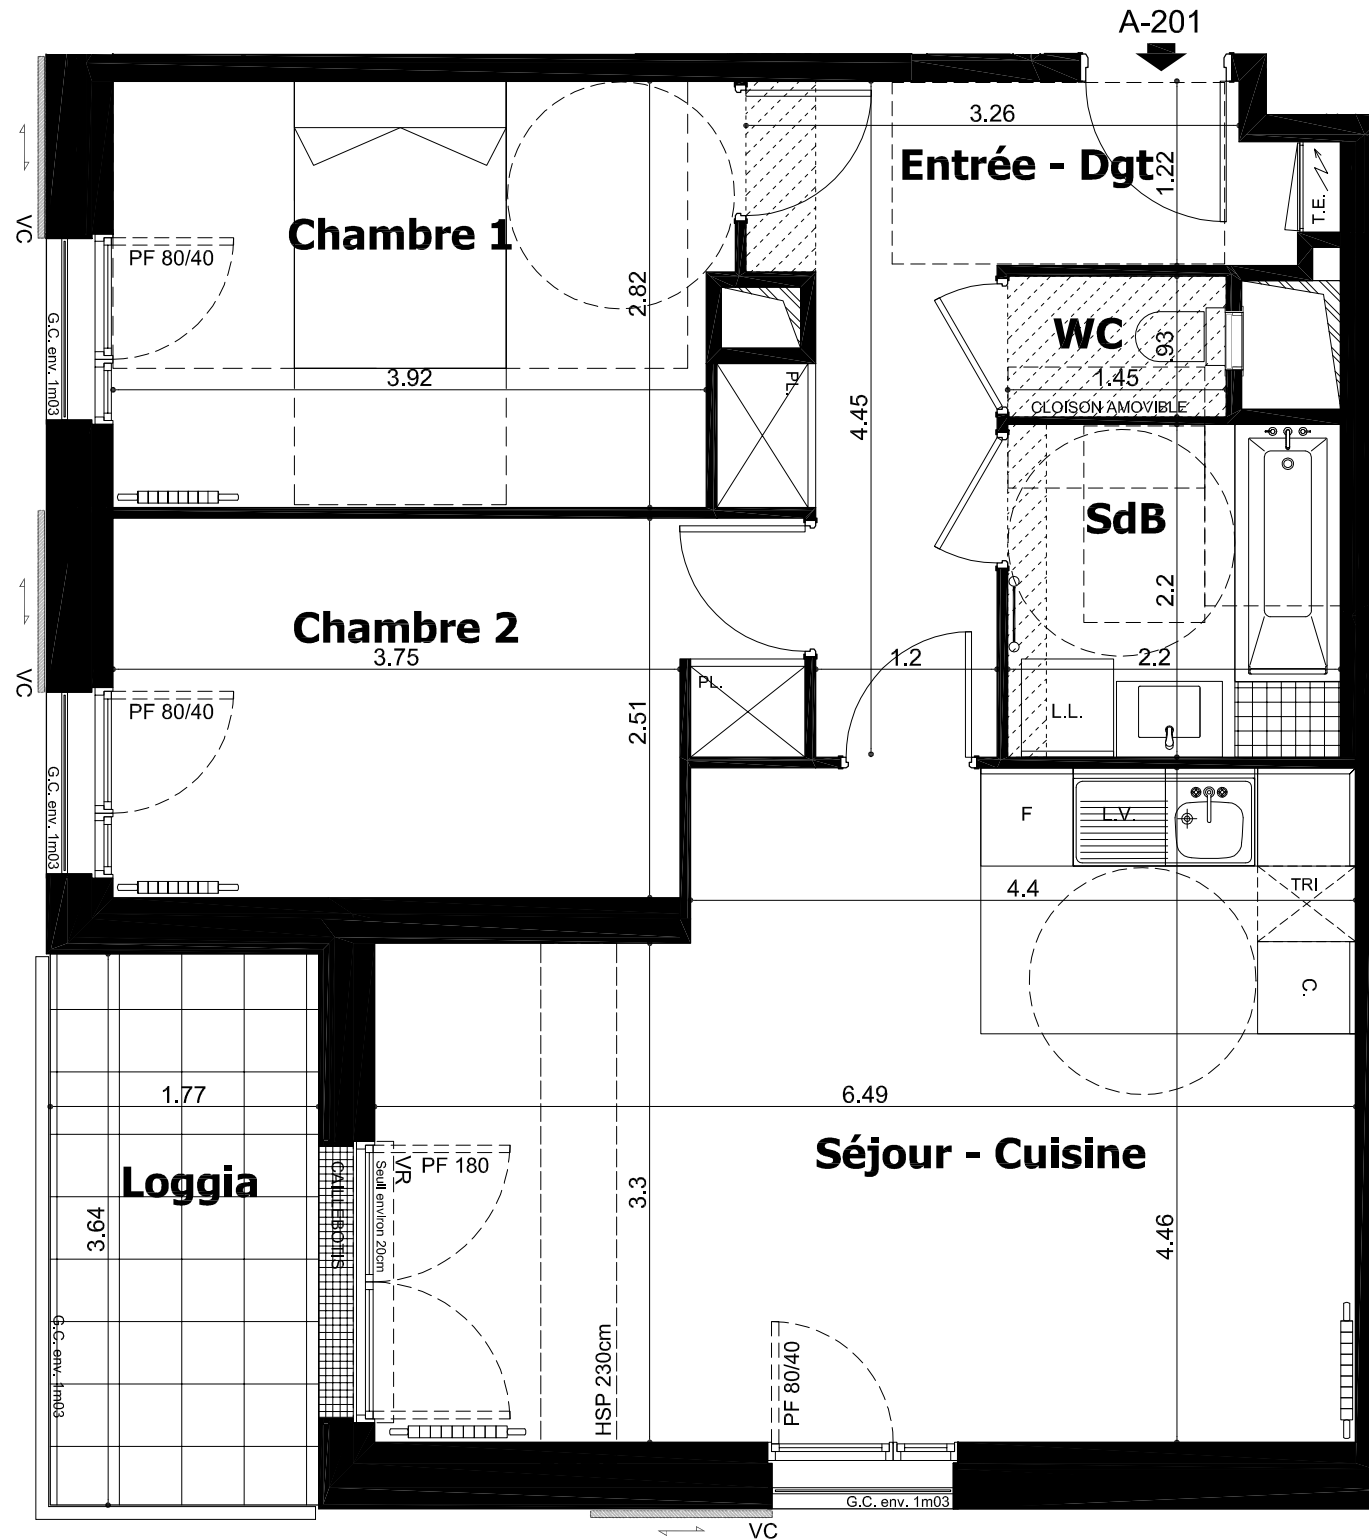 A-201
3.26
Entrée - Dgt
1.22
T.E.
VC
Chambre 1
PF 80/40
2.82
G.C. env. 1m03
3.92
PL.
4.45
WC
.93
1.45
CLOISON AMOVIBLE
SdB
2.2
2.2
L.L.
Chambre 2
3.75
VC
PF 80/40
2.51
PL.
1.2
G.C. env. 1m03
F
L.V.
4.4
TRI
C.
1.77
6.49
Séjour - Cuisine
Loggia
CAILLEBOTIS
Seuil environ 20cm
VR
PF 180
3.64
3.3
4.46
G.C. env. 1m03
HSP 230cm
PF 80/40
G.C. env. 1m03
VC